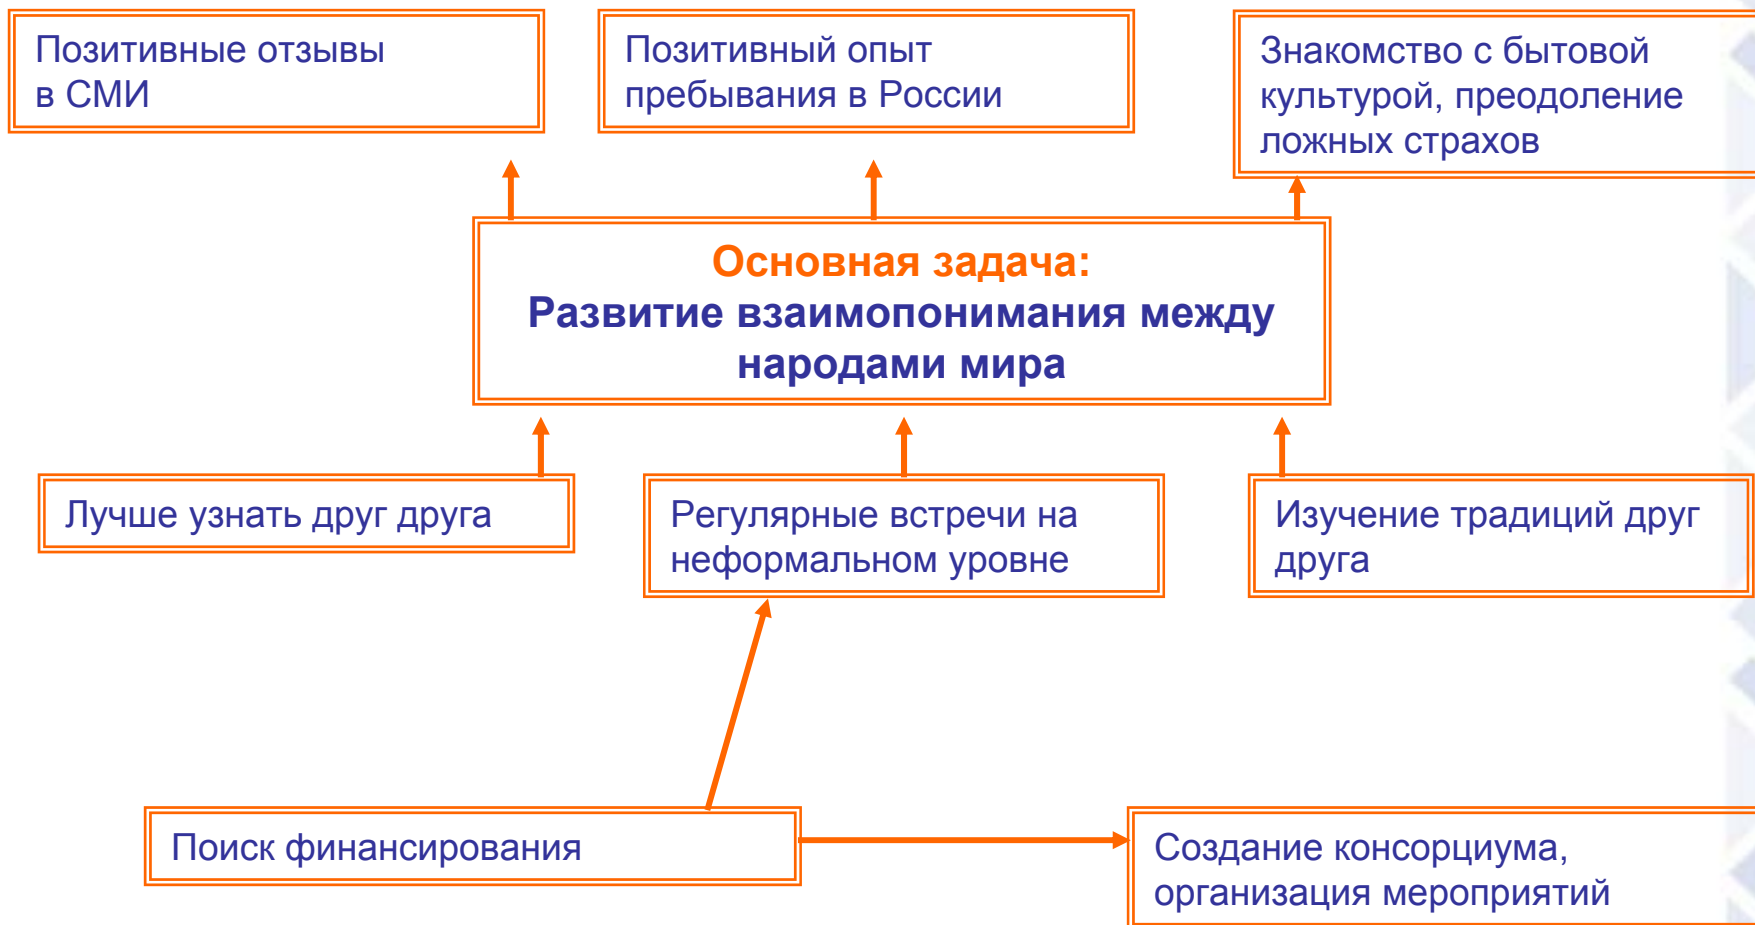 Позитивные отзывы
в СМИ
Позитивный опыт
пребывания в России
Знакомство с бытовой
культурой, преодоление
ложных страхов
Основная задача:
Развитие взаимопонимания между
народами мира
Лучше узнать друг друга
Регулярные встречи на
неформальном уровне
Изучение традиций друг
друга
Поиск финансирования
Создание консорциума,
организация мероприятий